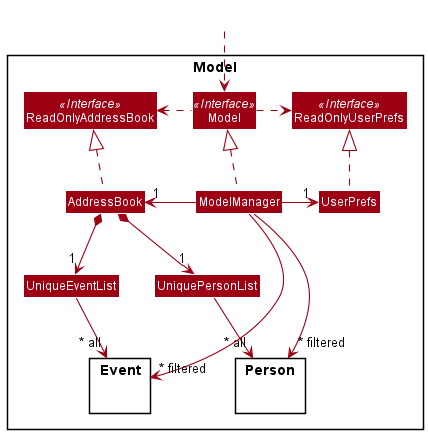 Model
«Interface»
ReadOnlyAddressBook
«Interface»
Model
«Interface»
ReadOnlyUserPrefs
AddressBook
1
ModelManager
1
UserPrefs
1
1
UniqueEventList
UniquePersonList
* all
* all
* filtered
Event
* filtered
Person